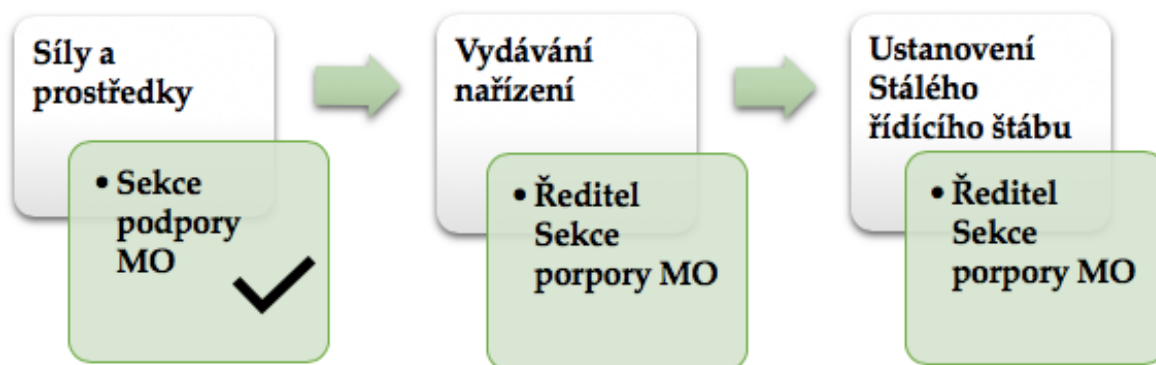 Síly a
prostředky
• Sekce
podpory
MO
Vydávání
nařízení
• Ředitel
Sekce
porpory MO
Ustanovení
Stálého
řídícího štábu
• Ředitel
Sekce
porpory MO